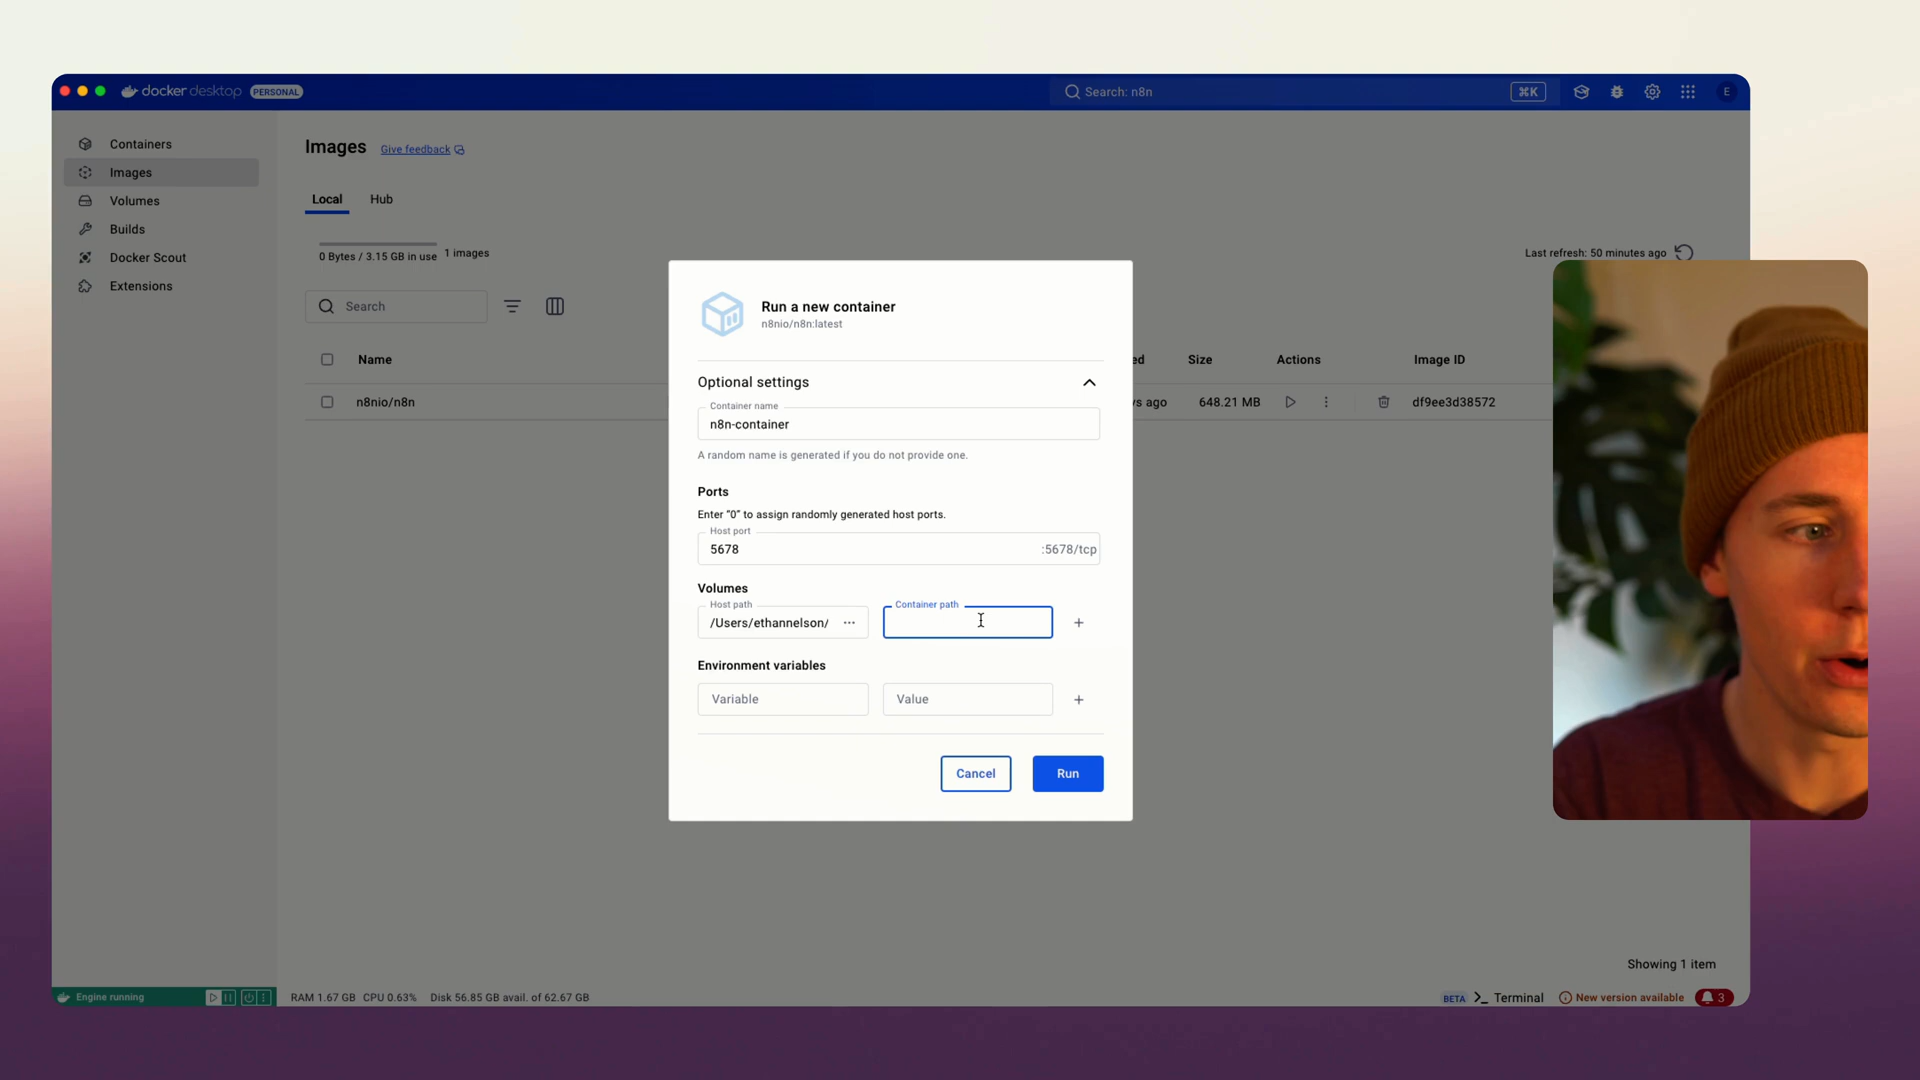 docker desktop PERSONAL
Search: n8n
⌘K
E
Containers
Images
Volumes
Builds
Docker Scout
Extensions
Images
Give feedback
Local
Hub
0 Bytes / 3.15 GB in use
1 images
Last refresh: 50 minutes ago
Search
Name
ed
Size
Actions
Image ID
n8nio/n8n
ys ago
648.21 MB
df9ee3d38572
Run a new container
n8nio/n8n:latest
Optional settings
Container name
n8n-container
A random name is generated if you do not provide one.
Ports
Enter "0" to assign randomly generated host ports.
Host port
5678
:5678/tcp
Volumes
Host path
/Users/ethannelson/
Container path
Environment variables
Variable
Value
Cancel
Run
Showing 1 item
Engine running
RAM 1.67 GB CPU 0.63% Disk 56.85 GB avail. of 62.67 GB
BETA
Terminal
New version available
3